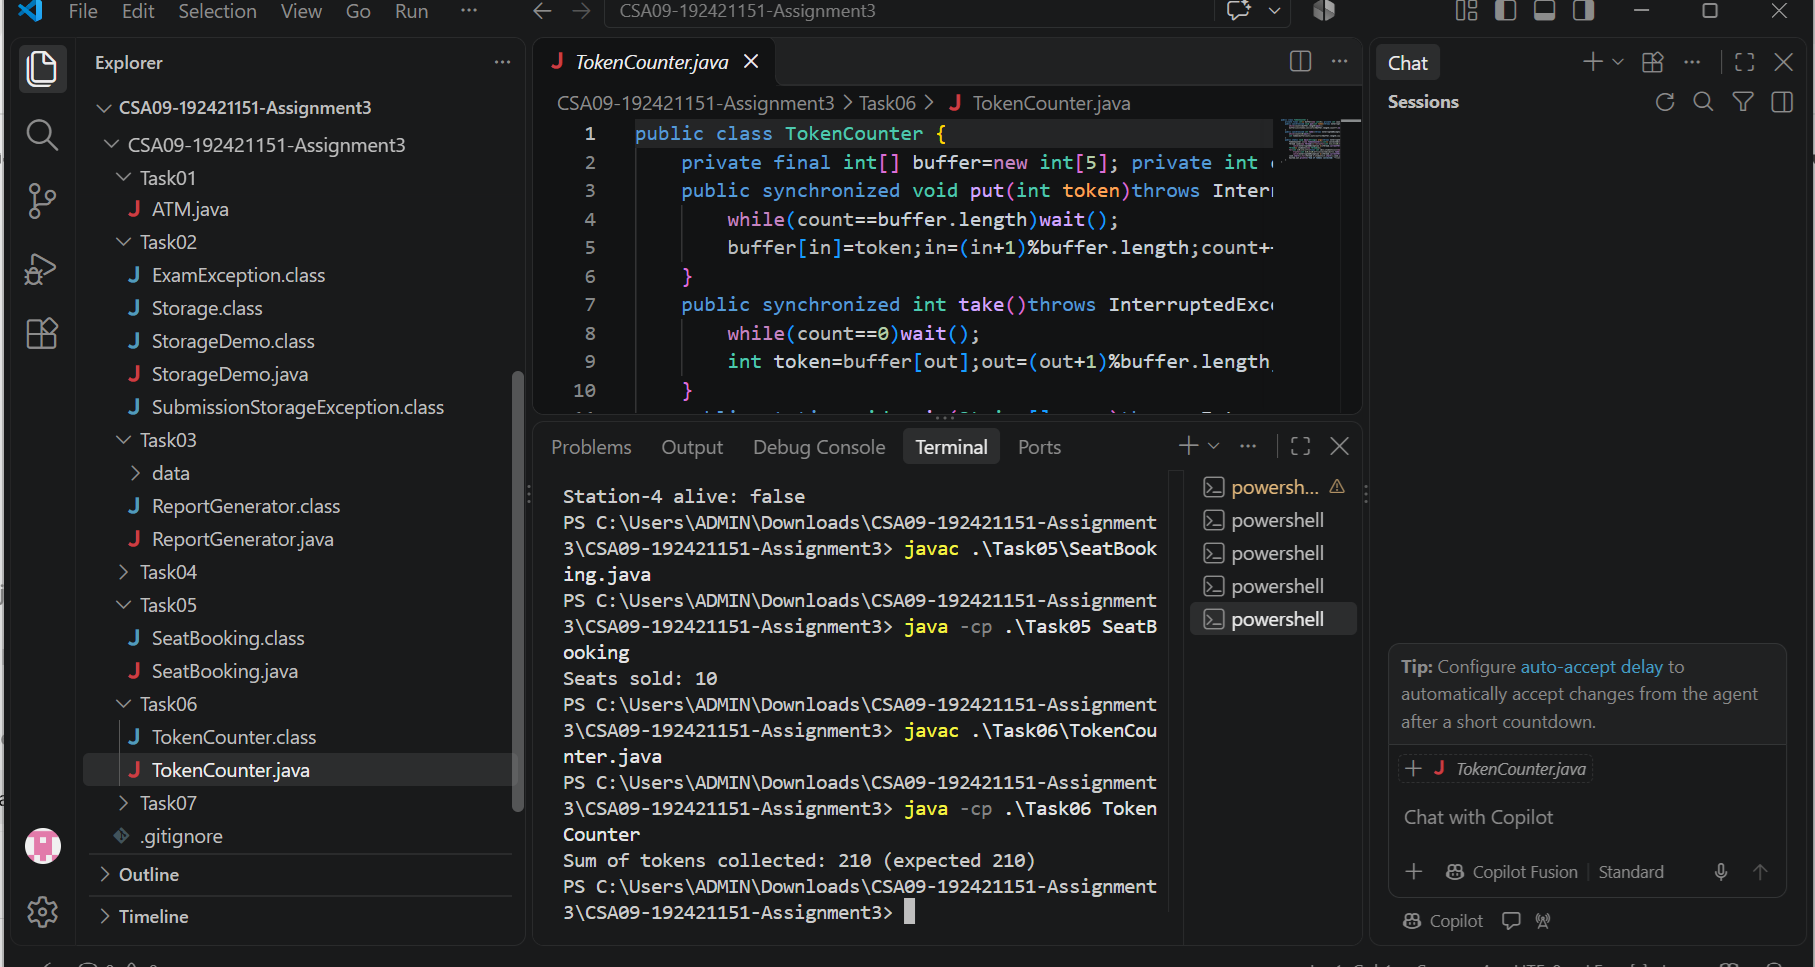 File Edit Selection View Go Run ···
CSA09-192421151-Assignment3
Explorer
CSA09-192421151-Assignment3
CSA09-192421151-Assignment3
Task01
ATM.java
Task02
ExamException.class
Storage.class
StorageDemo.class
StorageDemo.java
SubmissionStorageException.class
Task03
data
ReportGenerator.class
ReportGenerator.java
Task04
Task05
SeatBooking.class
SeatBooking.java
Task06
TokenCounter.class
TokenCounter.java
Task07
.gitignore
Outline
Timeline
TokenCounter.java
CSA09-192421151-Assignment3 > Task06 > J TokenCounter.java
1 public class TokenCounter {
2 private final int[] buffer=new int[5]; private int
3 public synchronized void put(int token)throws Interr
4 while(count==buffer.length)wait();
5 buffer[in]=token;in=(in+1)%buffer.length;count+
6 }
7 public synchronized int take()throws InterruptedExc
8 while(count==0)wait();
9 int token=buffer[out];out=(out+1)%buffer.length
10 }
Problems Output Debug Console Terminal Ports
Station-4 alive: false
PS C:\Users\ADMIN\Downloads\CSA09-192421151-Assignment
3\CSA09-192421151-Assignment3> javac .\Task05\SeatBook
ing.java
PS C:\Users\ADMIN\Downloads\CSA09-192421151-Assignment
3\CSA09-192421151-Assignment3> java -cp .\Task05 SeatB
ooking
Seats sold: 10
PS C:\Users\ADMIN\Downloads\CSA09-192421151-Assignment
3\CSA09-192421151-Assignment3> javac .\Task06\TokenCou
nter.java
PS C:\Users\ADMIN\Downloads\CSA09-192421151-Assignment
3\CSA09-192421151-Assignment3> java -cp .\Task06 Token
Counter
Sum of tokens collected: 210 (expected 210)
PS C:\Users\ADMIN\Downloads\CSA09-192421151-Assignment
3\CSA09-192421151-Assignment3>
powersh...
powershell
powershell
powershell
powershell
Chat
Sessions
Tip: Configure auto-accept delay to
automatically accept changes from the agent
after a short countdown.
TokenCounter.java
Chat with Copilot
Copilot Fusion Standard
Copilot